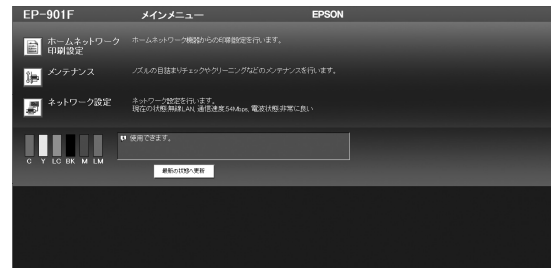 EP-901F メインメニュー EPSON
ホームネットワーク印刷設定 ホームネットワーク機器からの印刷設定を行います。
メンテナンス ノズルの目詰まりチェックやクリーニングなどのメンテナンスを行います。
ネットワーク設定 ネットワーク設定を行います。
現在の状態:無線LAN, 通信速度:54Mbps, 電波状態:非常に良い
使用できます。
C Y LC BK M LM
最新の状態へ更新